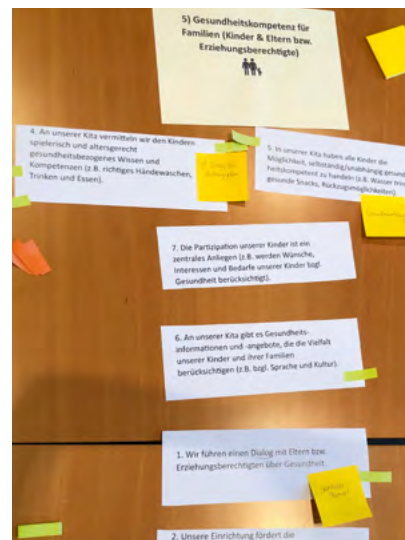 5) Gesundheitskompetenz für
Familien (Kinder & Eltern bzw.
Erziehungsberechtigte)
4. An unserer Kita vermitteln wir den Kindern
spielerisch und altersgerecht
gesundheitsbezogenes Wissen und
Kompetenzen (z.B. richtiges Händewaschen,
Trinken und Essen).
5. In unserer Kita haben alle Kinder die
Möglichkeit, selbständig/unabhängig gesund
heitskompetent zu handeln (z.B. Wasser trin
gesunde Snacks, Rückzugsmöglichkeiten).
7. Die Partizipation unserer Kinder ist ein
zentrales Anliegen (z.B. werden Wünsche,
Interessen und Bedarfe unserer Kinder bzgl.
Gesundheit berücksichtigt).
6. An unserer Kita gibt es Gesundheits-
informationen und -angebote, die die Vielfalt
unserer Kinder und ihrer Familien
berücksichtigen (z.B. bzgl. Sprache und Kultur).
1. Wir führen einen Dialog mit Eltern bzw.
Erziehungsberechtigten über Gesundheit.
2. Unsere Einrichtung fördert die